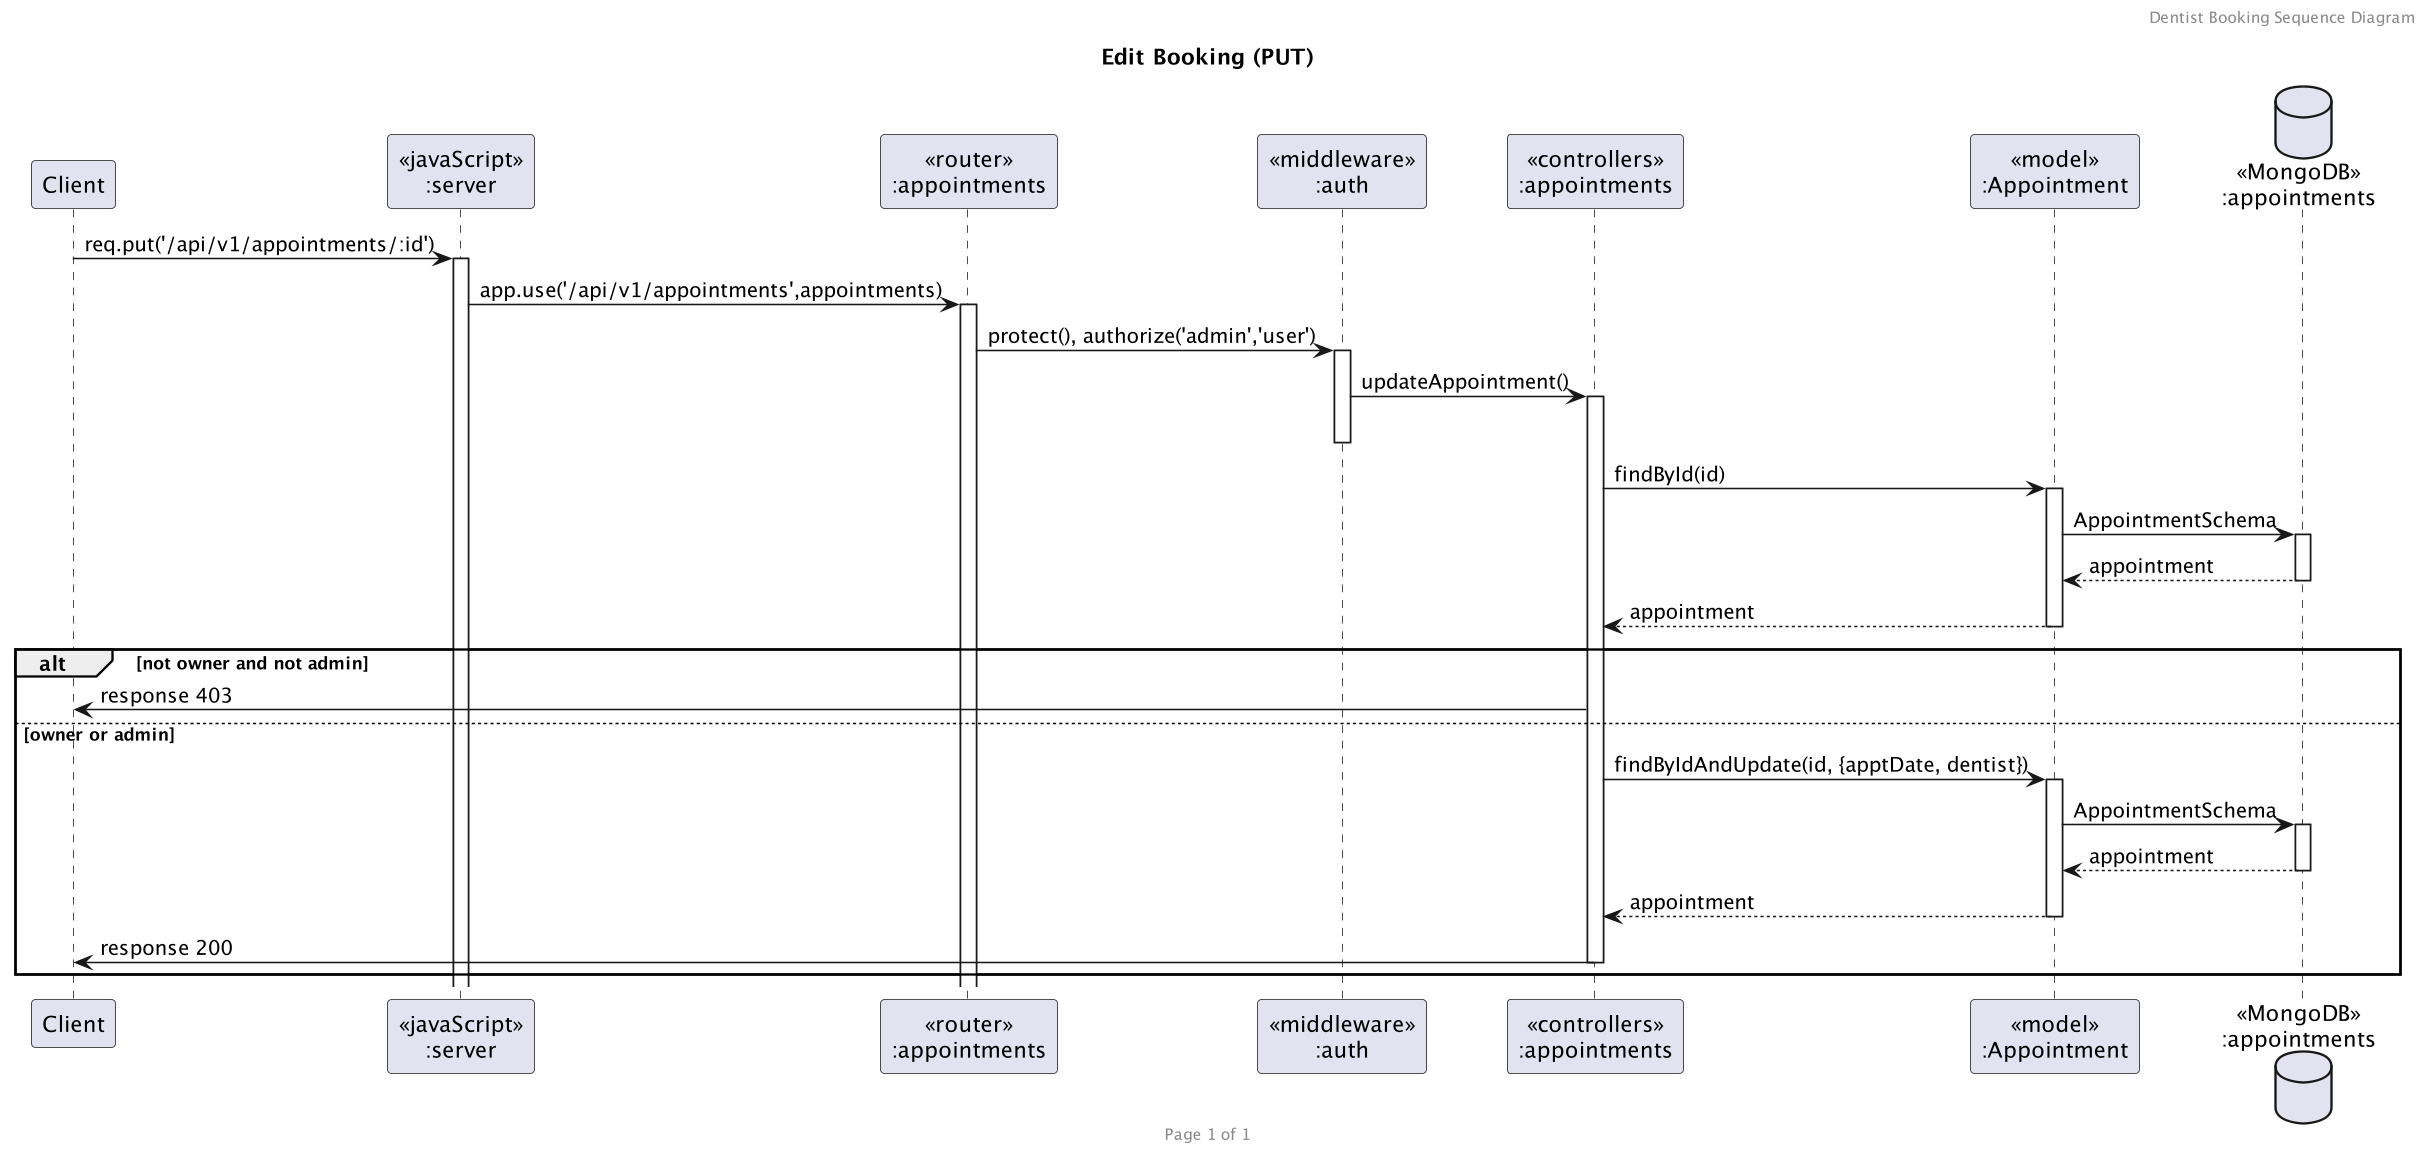 Dentist Booking Sequence Diagram
Edit Booking (PUT)
Client
«javaScript»
:server
«router»
:appointments
«middleware»
:auth
«controllers»
:appointments
«model»
:Appointment
«MongoDB»
:appointments
req.put('/api/v1/appointments/:id')
app.use('/api/v1/appointments',appointments)
protect(), authorize('admin','user')
updateAppointment()
findById(id)
AppointmentSchema
appointment
appointment
alt [not owner and not admin]
response 403
[owner or admin]
findByIdAndUpdate(id, {apptDate, dentist})
AppointmentSchema
appointment
appointment
response 200
Client
«javaScript»
:server
«router»
:appointments
«middleware»
:auth
«controllers»
:appointments
«model»
:Appointment
«MongoDB»
:appointments
Page 1 of 1